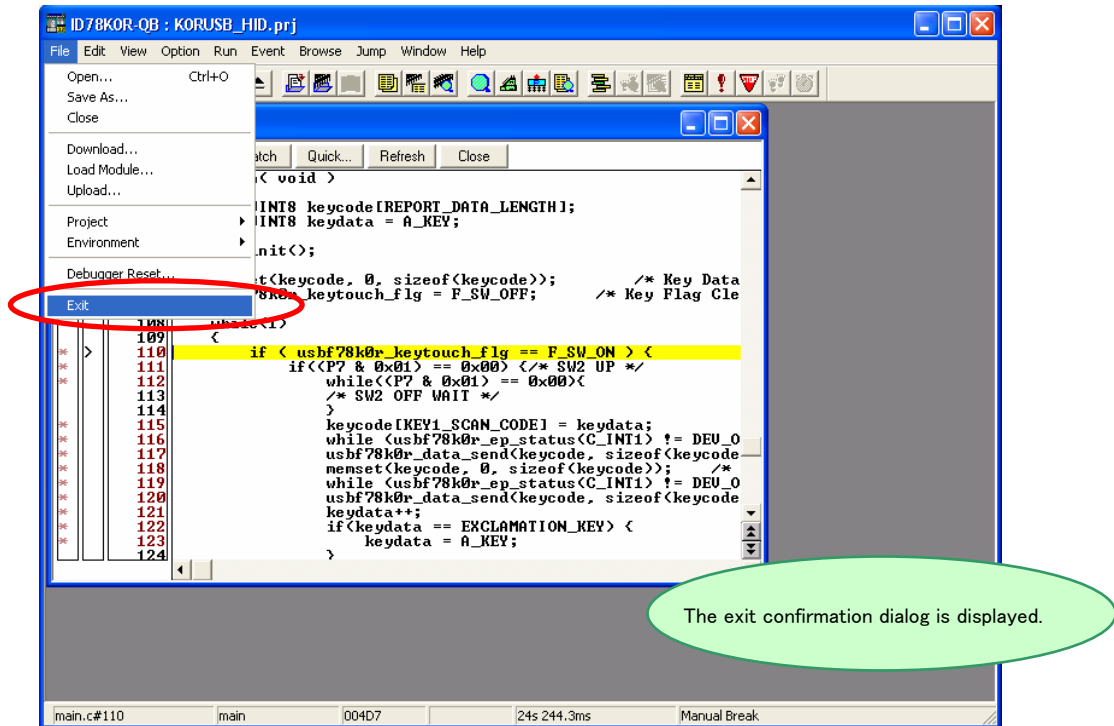 ID78K0R-QB : K0RUSB_HID.prj
File Edit View Option Run Event Browse Jump Window Help
Open... Ctrl+O
Save As...
Close
Download...
Load Module...
Upload...
Project
Environment
Debugger Reset...
Exit
atch Quick... Refresh Close
( void )
UINT8 keycode[REPORT_DATA_LENGTH];
UINT8 keydata = A_KEY;
init();
et(keycode, 0, sizeof(keycode)); /* Key Data
78k0r_keytouch_flg = F_SW_OFF; /* Key Flag Cle
108 while(1)
109 {
* > 110 if ( usbf78k0r_keytouch_flg == F_SW_ON ) {
* 111 if((P7 & 0x01) == 0x00) {/* SW2 UP */
* 112 while((P7 & 0x01) == 0x00){
113 /* SW2 OFF WAIT */
114 }
* 115 keycode[KEY1_SCAN_CODE] = keydata;
* 116 while (usbf78k0r_ep_status(C_INT1) != DEV_O
* 117 usbf78k0r_data_send(keycode, sizeof(keycode
* 118 memset(keycode, 0, sizeof(keycode)); /*
* 119 while (usbf78k0r_ep_status(C_INT1) != DEV_O
* 120 usbf78k0r_data_send(keycode, sizeof(keycode
* 121 keydata++;
* 122 if(keydata == EXCLAMATION_KEY) {
* 123 keydata = A_KEY;
124 }
The exit confirmation dialog is displayed.
main.c#110 main 004D7 24s 244.3ms Manual Break